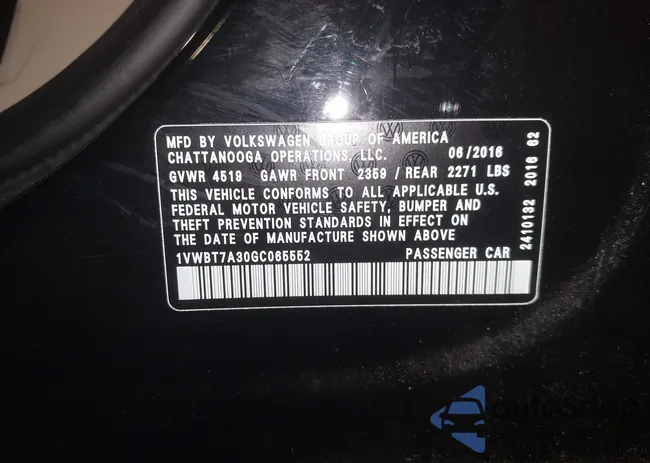 MFD BY VOLKSWAGEN GROUP OF AMERICA
CHATTANOOGA OPERATIONS, LLC. 06/2016
GVWR 4519 GAWR FRONT 2359 / REAR 2271 LBS
THIS VEHICLE CONFORMS TO ALL APPLICABLE U.S.
FEDERAL MOTOR VEHICLE SAFETY, BUMPER AND
THEFT PREVENTION STANDARDS IN EFFECT ON
THE DATE OF MANUFACTURE SHOWN ABOVE
1VWBT7A30GC065552 PASSENGER CAR
2410132 2016 62